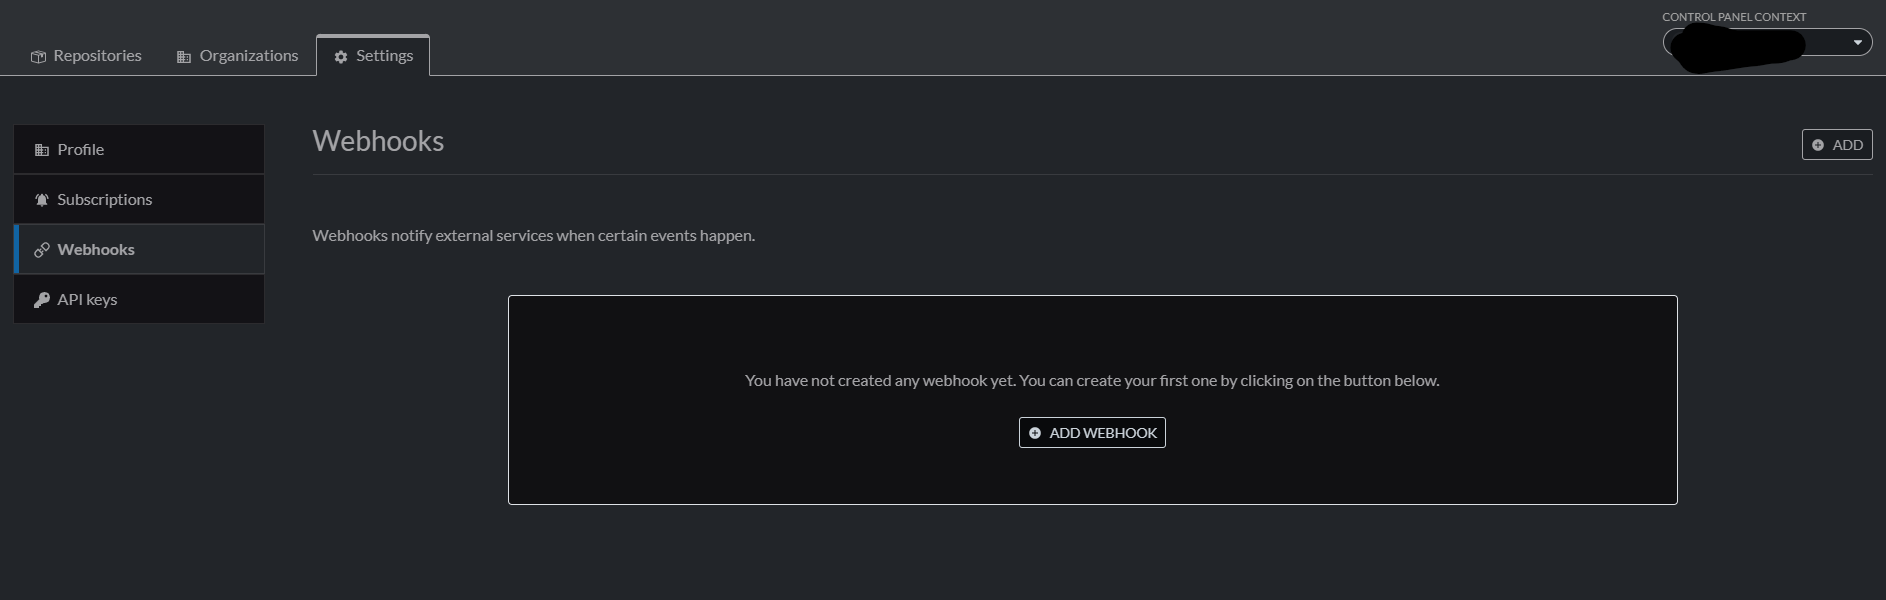 CONTROL PANEL CONTEXT
Repositories
Organizations
Settings
Profile
Subscriptions
Webhooks
API keys
Webhooks
ADD
Webhooks notify external services when certain events happen.
You have not created any webhook yet. You can create your first one by clicking on the button below.
ADD WEBHOOK